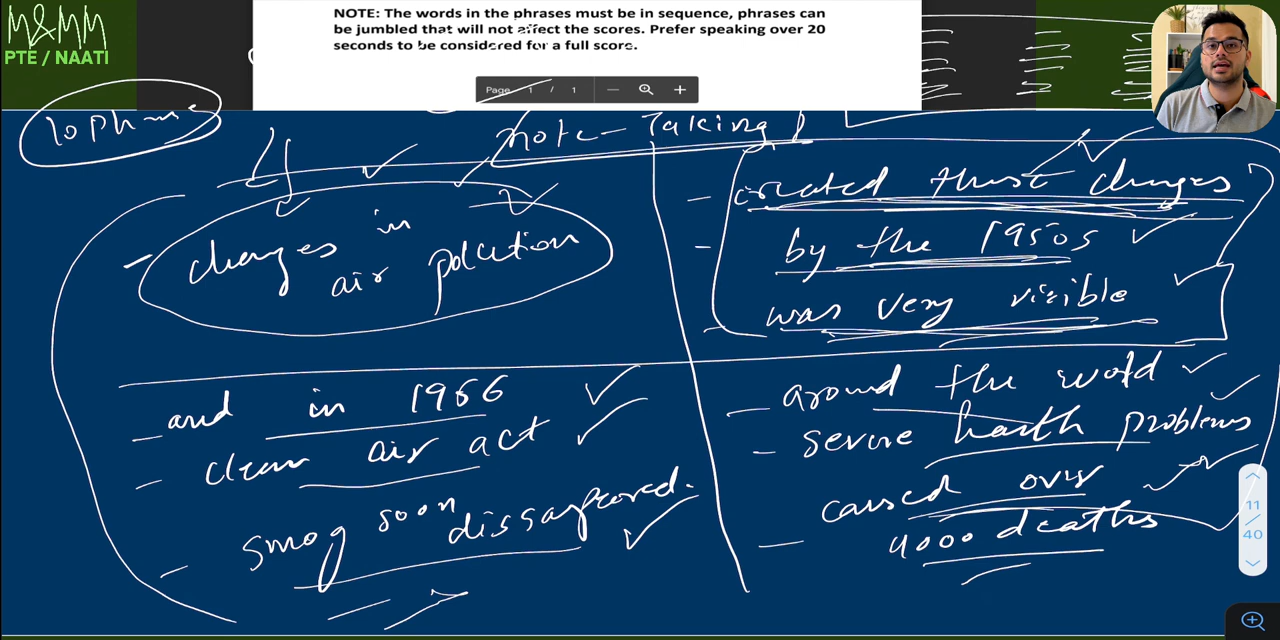 M&MM
PTE / NAATI
NOTE: The words in the phrases must be in sequence, phrases can
be jumbled that will not affect the scores. Prefer speaking over 20
seconds to be considered for a full score.
Page 1 / 1
note - Taking
changes in
air pollution
and in 1966
clean air act
smog soon
dissapeared.
created these changes
by the 1950s
was very visible
around the world
severe health problems
caused over
4000 deaths
11
/
40